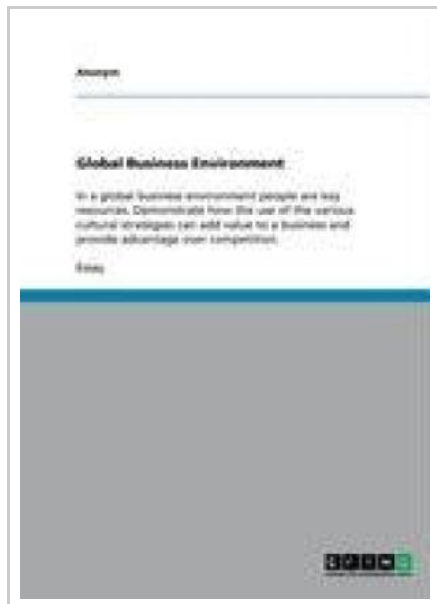 Anonym
Global Business Environment
In a global business environment people are key
resources. Demonstrate how the use of the various
cultural strategies can add value to a business and
provide advantage over competition.
Essay
GRIN